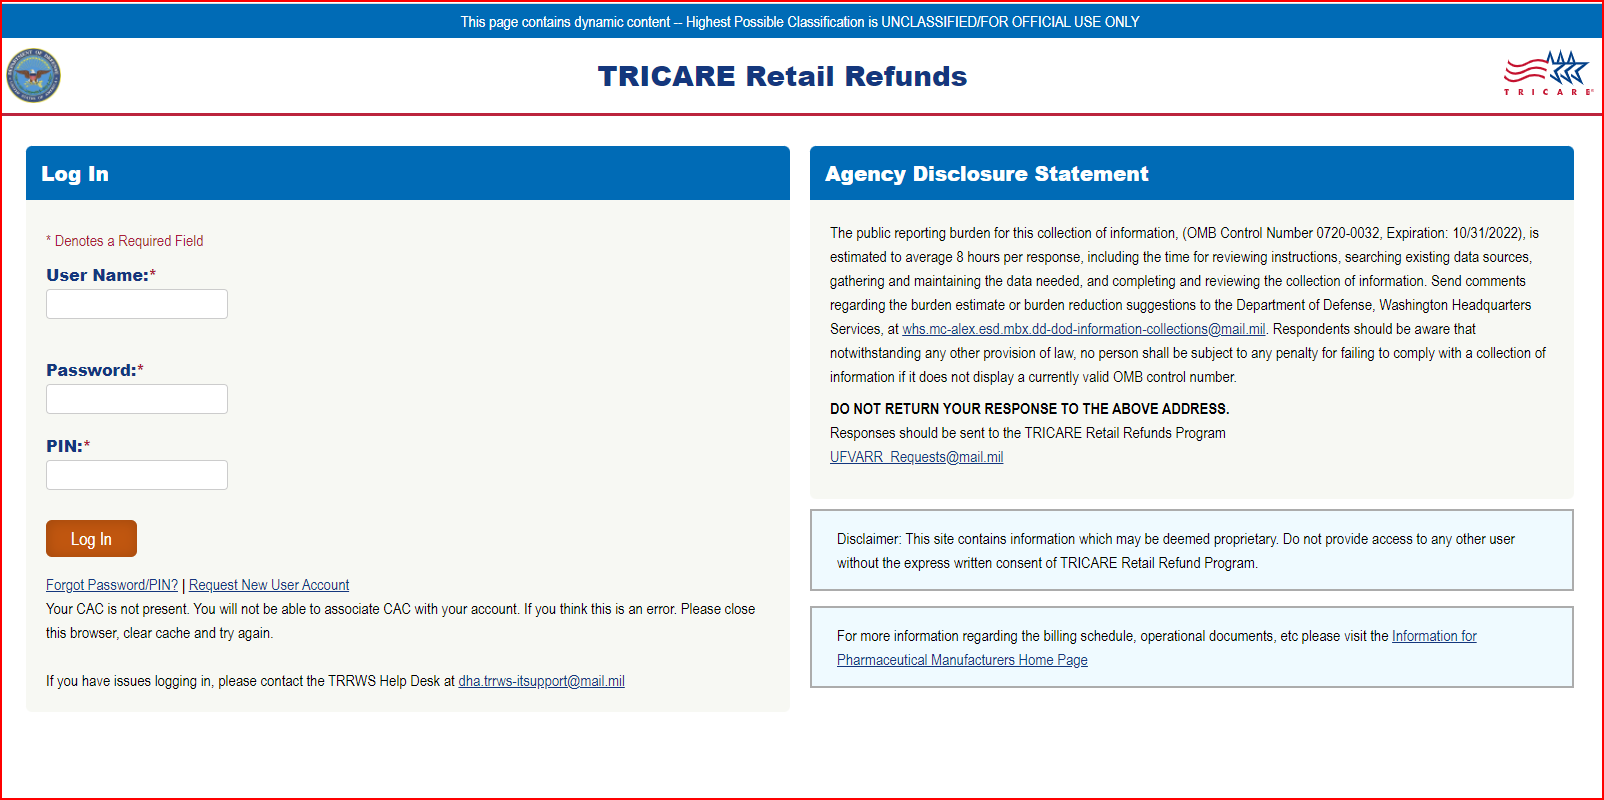 This page contains dynamic content -- Highest Possible Classification is UNCLASSIFIED/FOR OFFICIAL USE ONLY
TRICARE Retail Refunds
TRICARE
Log In
* Denotes a Required Field
User Name:*
Password:*
PIN:*
Log In
Forgot Password/PIN? | Request New User Account
Your CAC is not present. You will not be able to associate CAC with your account. If you think this is an error. Please close
this browser, clear cache and try again.
If you have issues logging in, please contact the TRRWS Help Desk at dha.trrws-itsupport@mail.mil
Agency Disclosure Statement
The public reporting burden for this collection of information, (OMB Control Number 0720-0032, Expiration: 10/31/2022), is
estimated to average 8 hours per response, including the time for reviewing instructions, searching existing data sources,
gathering and maintaining the data needed, and completing and reviewing the collection of information. Send comments
regarding the burden estimate or burden reduction suggestions to the Department of Defense, Washington Headquarters
Services, at whs.mc-alex.esd.mbx.dd-dod-information-collections@mail.mil. Respondents should be aware that
notwithstanding any other provision of law, no person shall be subject to any penalty for failing to comply with a collection of
information if it does not display a currently valid OMB control number.
DO NOT RETURN YOUR RESPONSE TO THE ABOVE ADDRESS.
Responses should be sent to the TRICARE Retail Refunds Program
UFVARR_Requests@mail.mil
Disclaimer: This site contains information which may be deemed proprietary. Do not provide access to any other user
without the express written consent of TRICARE Retail Refund Program.
For more information regarding the billing schedule, operational documents, etc please visit the Information for
Pharmaceutical Manufacturers Home Page